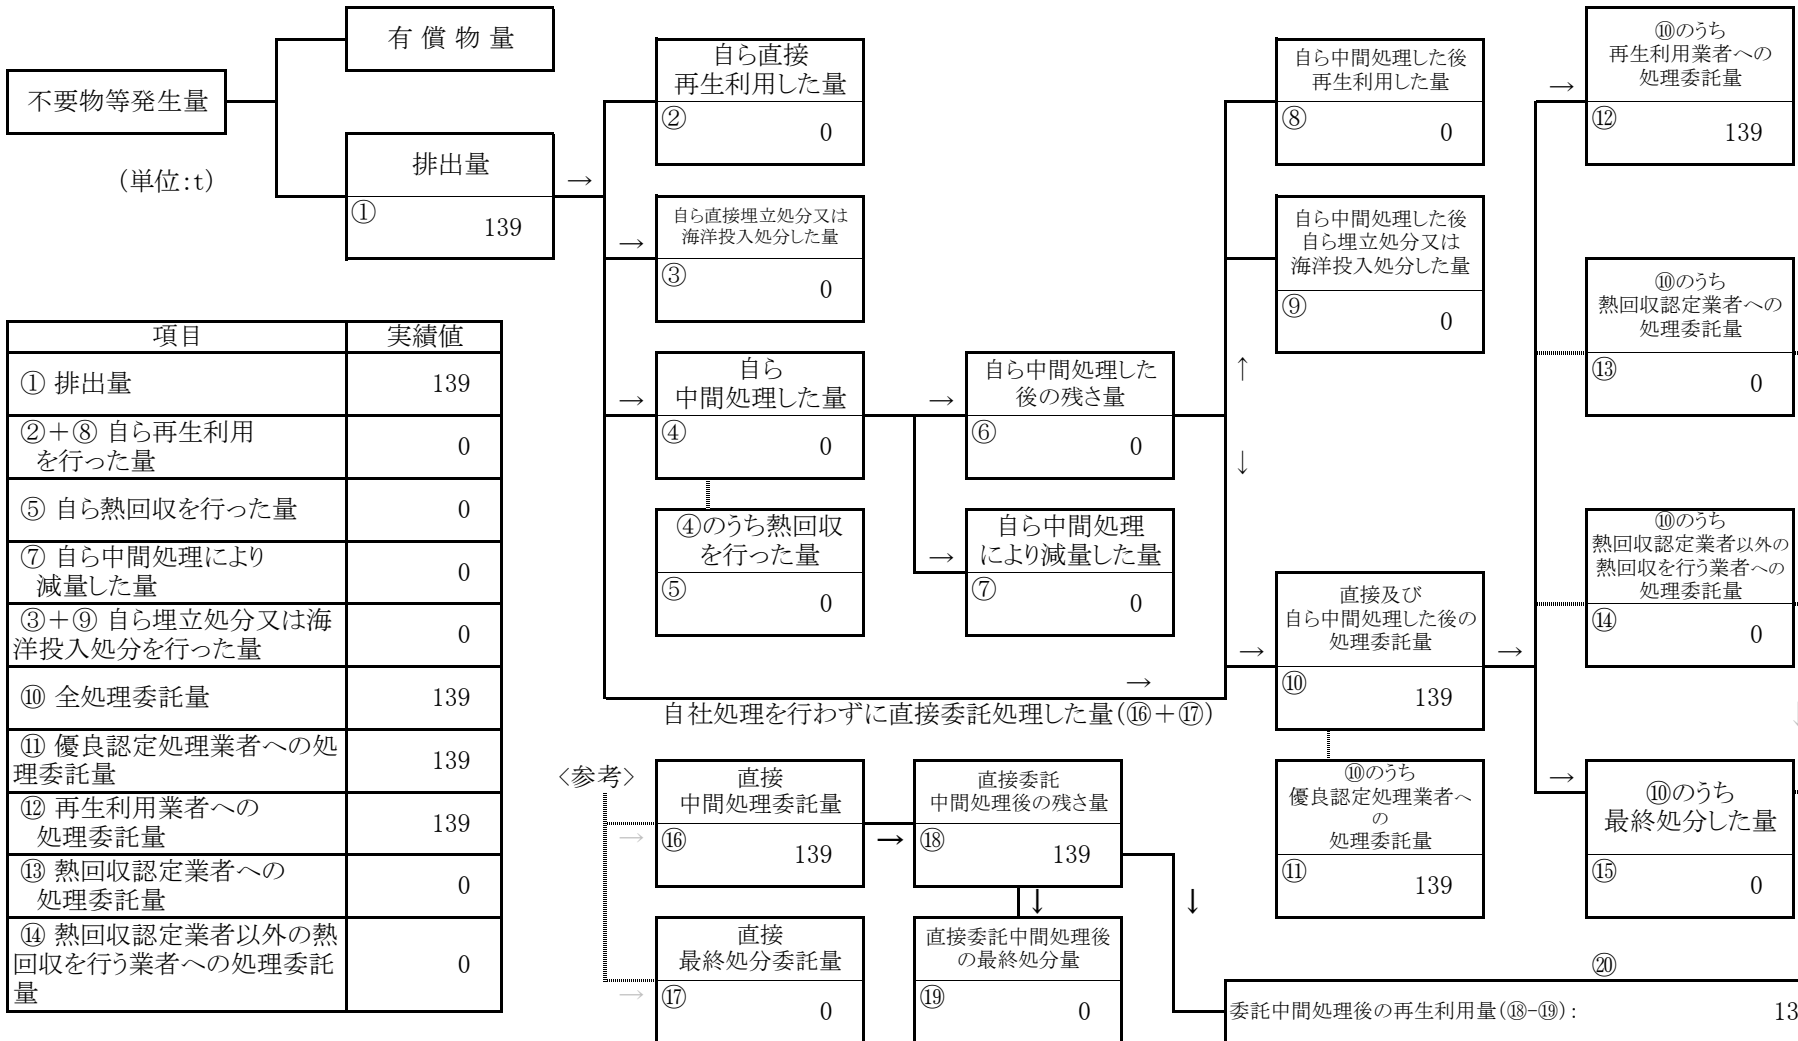 有 償 物 量
不要物等発生量
(単位:t)
排出量
→
①
139
自ら直接
再生利用した量
②
0
→
自ら直接埋立処分又は
海洋投入処分した量
③
0
→
自ら
中間処理した量
④
0
④のうち熱回収
を行った量
⑤
0
→
自ら中間処理した
後の残さ量
⑥
0
→
自ら中間処理
により減量した量
⑦
0
自ら中間処理した後
再生利用した量
⑧
0
自ら中間処理した後
自ら埋立処分又は
海洋投入処分した量
⑨
0
↑
↓
→
自社処理を行わずに直接委託処理した量(⑯+⑰)
→
直接及び
自ら中間処理した後の
処理委託量
⑩
139
→
⑩のうち
優良認定処理業者へ
の
処理委託量
⑪
139
→
⑩のうち
再生利用業者への
処理委託量
⑫
139
⑩のうち
熱回収認定業者への
処理委託量
⑬
0
⑩のうち
熱回収認定業者以外の
熱回収を行う業者への
処理委託量
⑭
0
→
⑩のうち
最終処分した量
⑮
0
項目 実績値
① 排出量 139
②+⑧ 自ら再生利用
を行った量 0
⑤ 自ら熱回収を行った量 0
⑦ 自ら中間処理により
減量した量 0
③+⑨ 自ら埋立処分又は海
洋投入処分を行った量 0
⑩ 全処理委託量 139
⑪ 優良認定処理業者への処
理委託量 139
⑫ 再生利用業者への
処理委託量 139
⑬ 熱回収認定業者への
処理委託量 0
⑭ 熱回収認定業者以外の熱
回収を行う業者への処理委託
量 0
〈参考〉
→
直接
中間処理委託量
⑯
139
→
直接委託
中間処理後の残さ量
⑱
139
↓
↓
→
直接
最終処分委託量
⑰
0
直接委託中間処理後
の最終処分量
⑲
0
⑳
委託中間処理後の再生利用量(⑱-⑲):